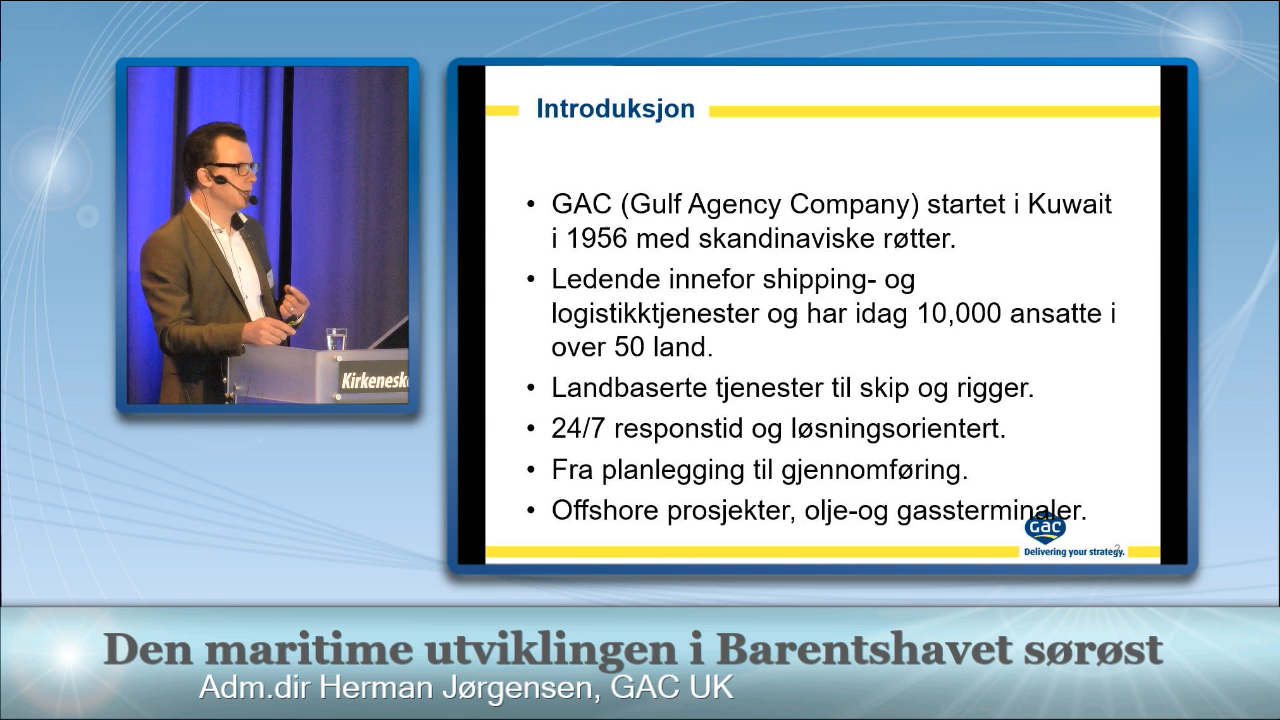 Introduksjon
• GAC (Gulf Agency Company) startet i Kuwait
i 1956 med skandinaviske røtter.
• Ledende innefor shipping- og
logistikktjenester og har idag 10,000 ansatte i
over 50 land.
• Landbaserte tjenester til skip og rigger.
• 24/7 responstid og løsningsorientert.
• Fra planlegging til gjennomføring.
• Offshore prosjekter, olje-og gassterminaler.
GAC
Delivering your strategy.
2
Kirkenesk
Den maritime utviklingen i Barentshavet sørøst
Adm.dir Herman Jørgensen, GAC UK